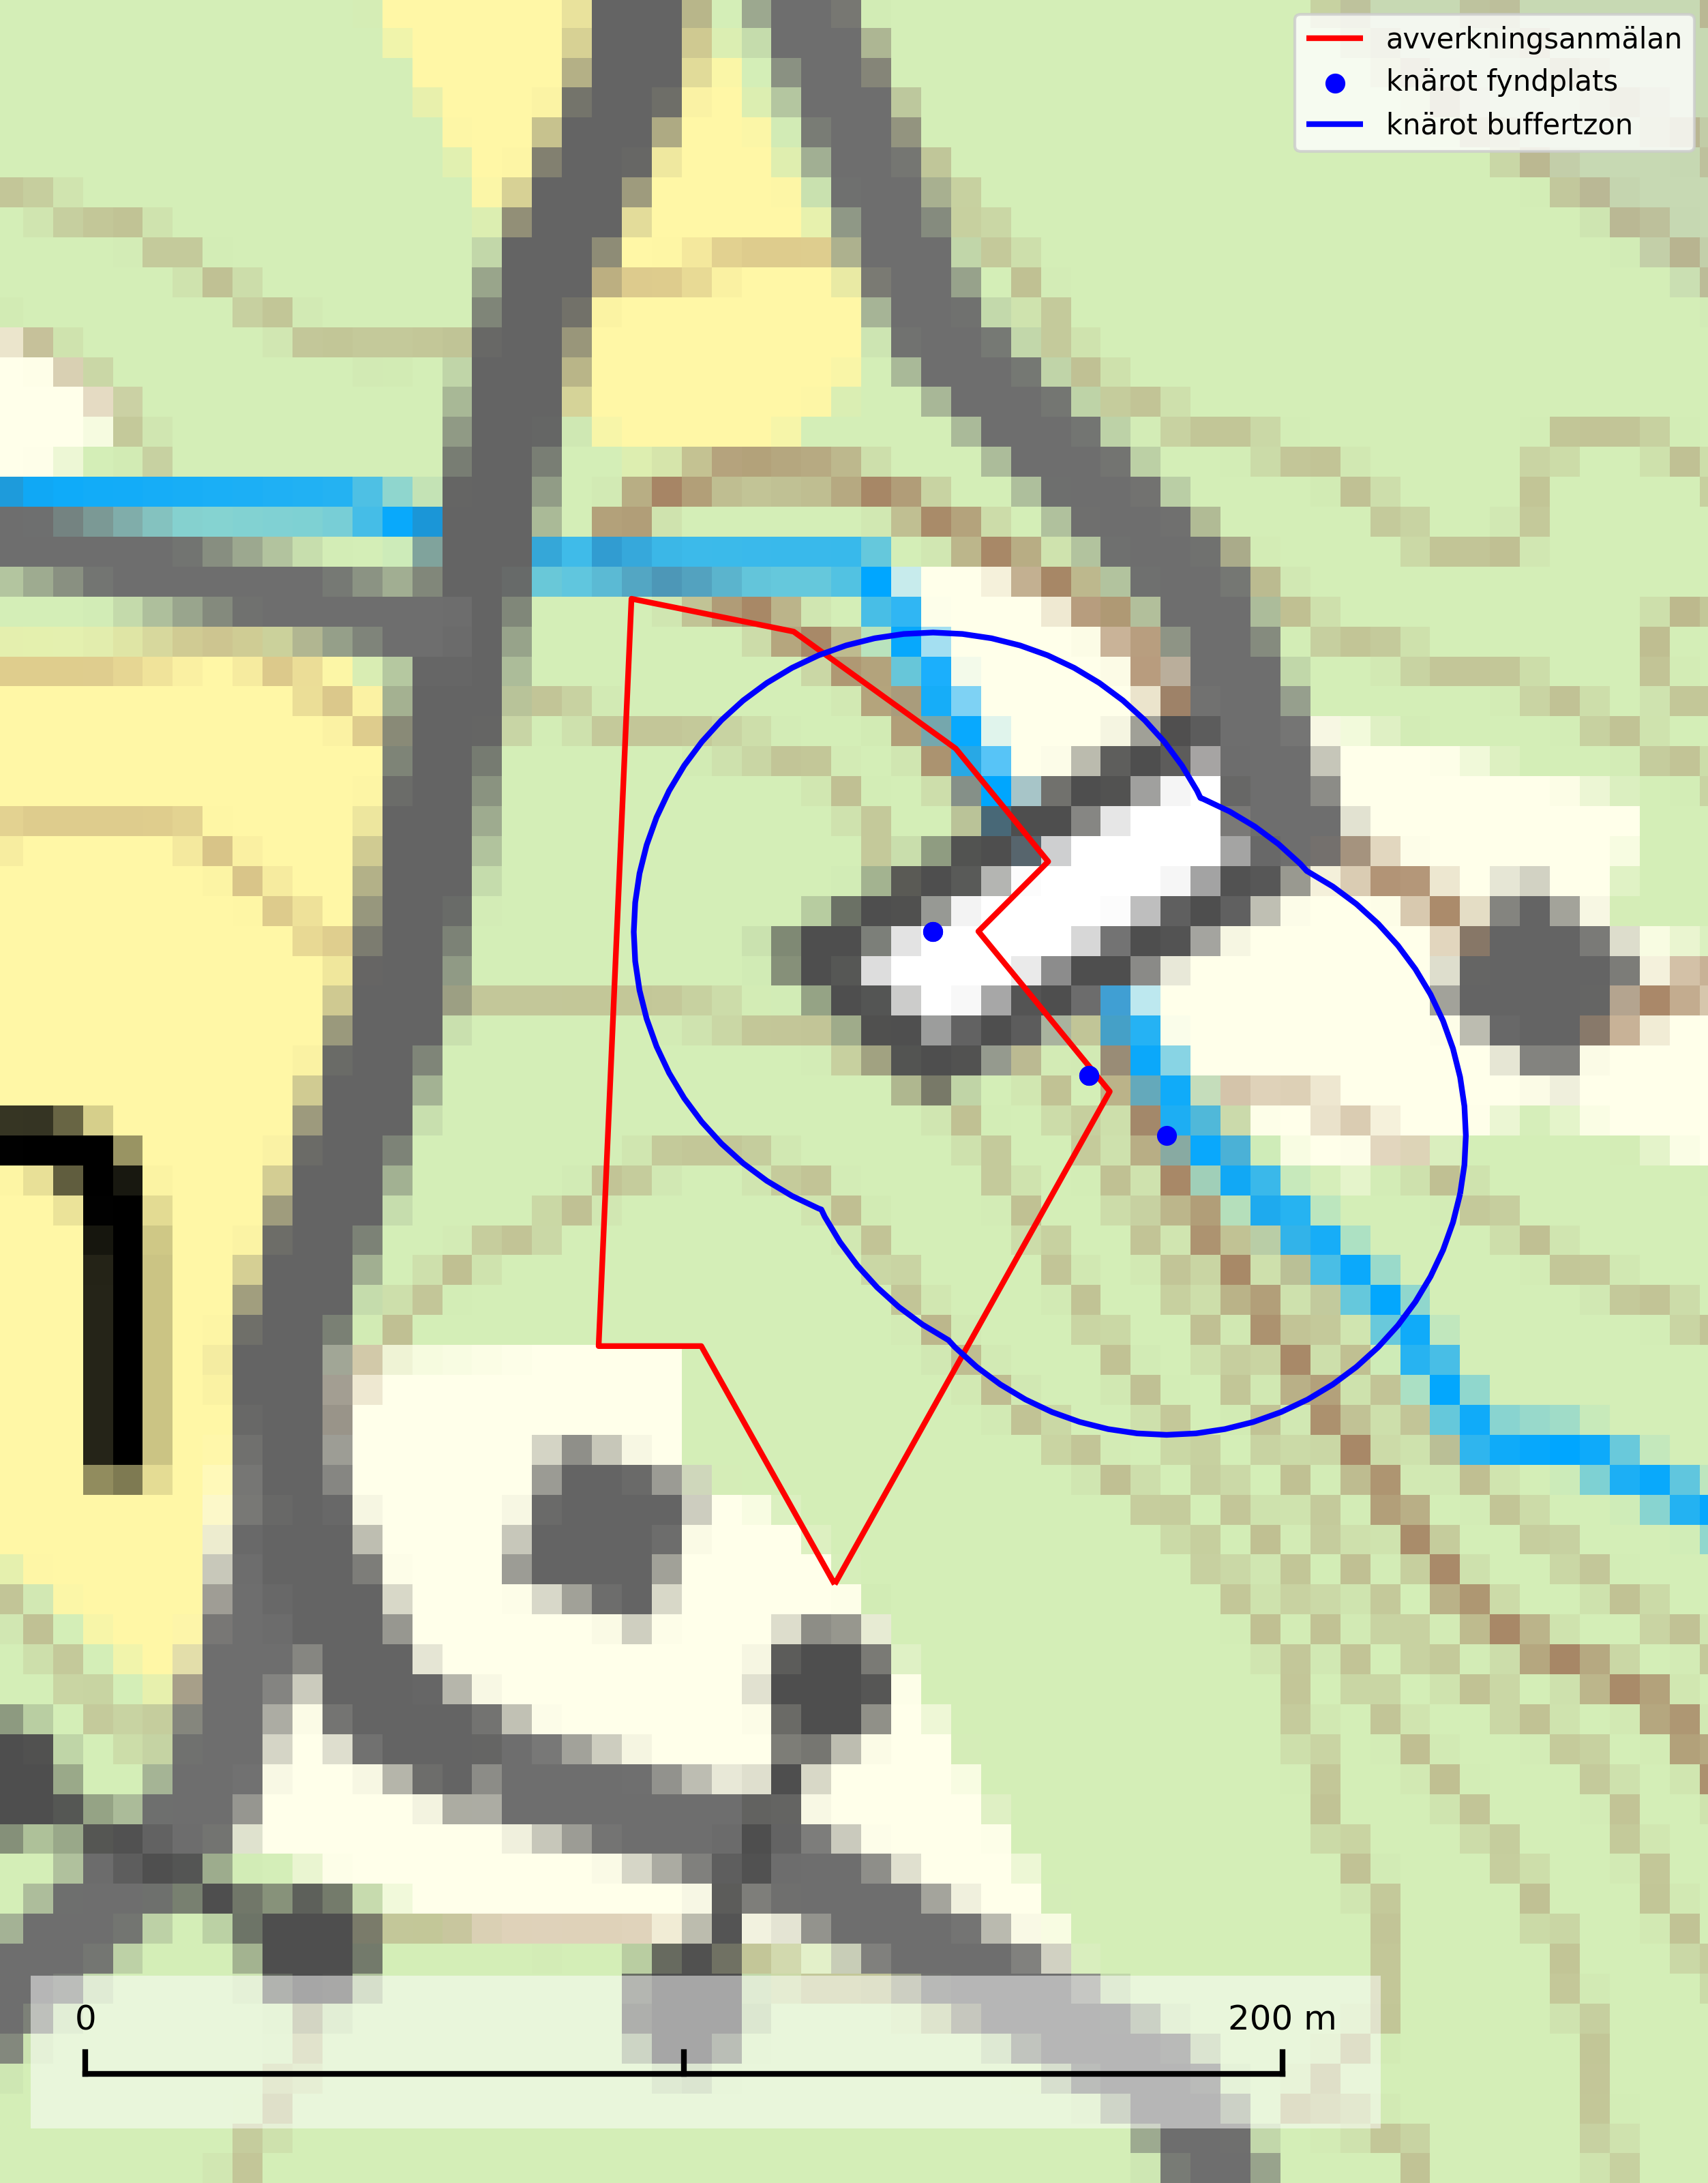 avverkningsanmälan
knärot fyndplats
knärot buffertzon
0
200 m